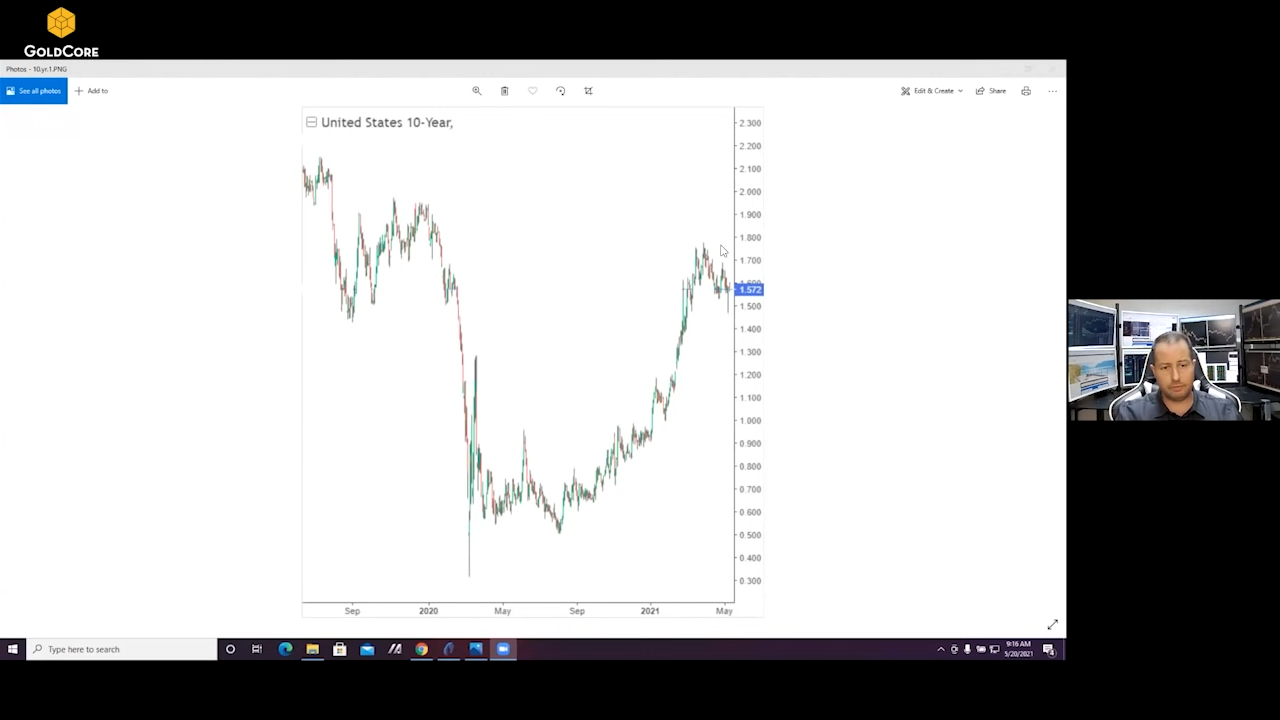 GOLDCORE
Photos - 10.yr.1.PNG
See all photos
Add to
Edit & Create
Share
United States 10-Year,
2.300
2.200
2.100
2.000
1.900
1.800
1.700
1.572
1.500
1.400
1.300
1.200
1.100
1.000
0.900
0.800
0.700
0.600
0.500
0.400
0.300
Sep 2020 May Sep 2021 May
Type here to search
9:16 AM
5/20/2021